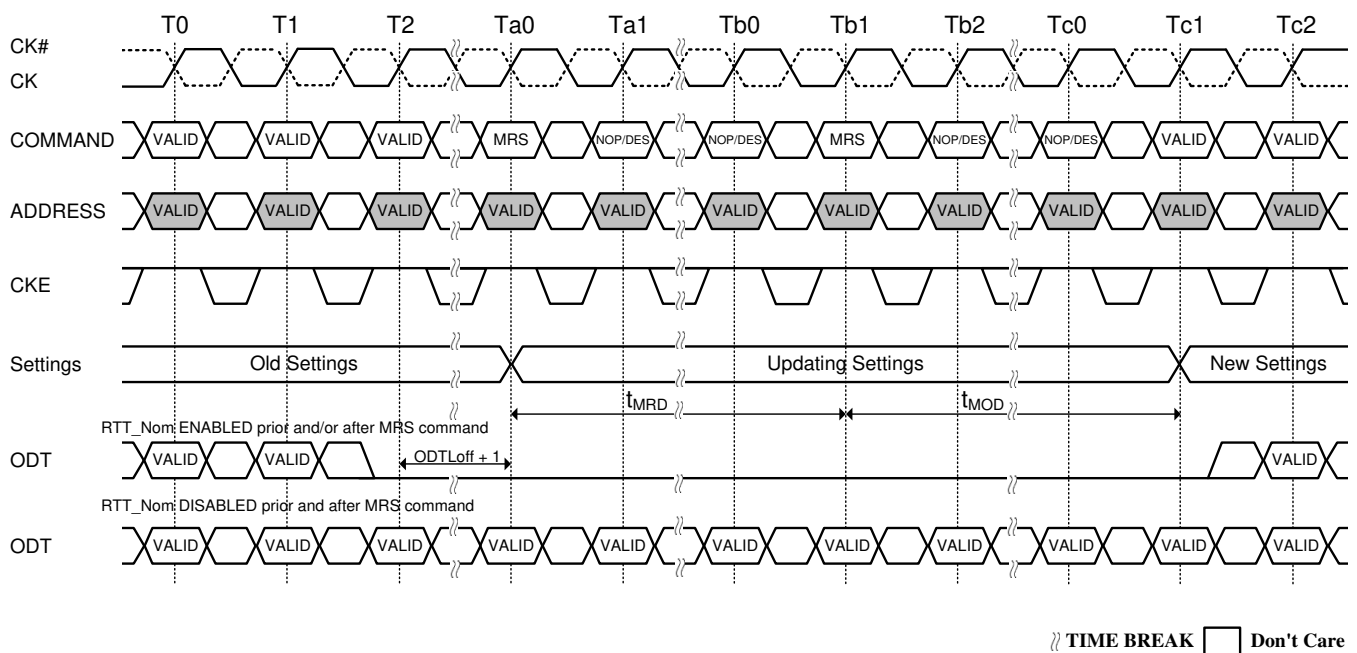 T0 T1 T2 Ta0 Ta1 Tb0 Tb1 Tb2 Tc0 Tc1 Tc2
CK#
CK
COMMAND VALID VALID VALID MRS NOP/DES NOP/DES MRS NOP/DES NOP/DES VALID VALID
ADDRESS VALID VALID VALID VALID VALID VALID VALID VALID VALID VALID VALID
CKE
Settings Old Settings Updating Settings New Settings
tMRD tMOD
RTT_Nom ENABLED prior and/or after MRS command
ODT VALID VALID ODTLoff + 1 VALID
RTT_Nom DISABLED prior and after MRS command
ODT VALID VALID VALID VALID VALID VALID VALID VALID VALID VALID VALID
TIME BREAK Don't Care